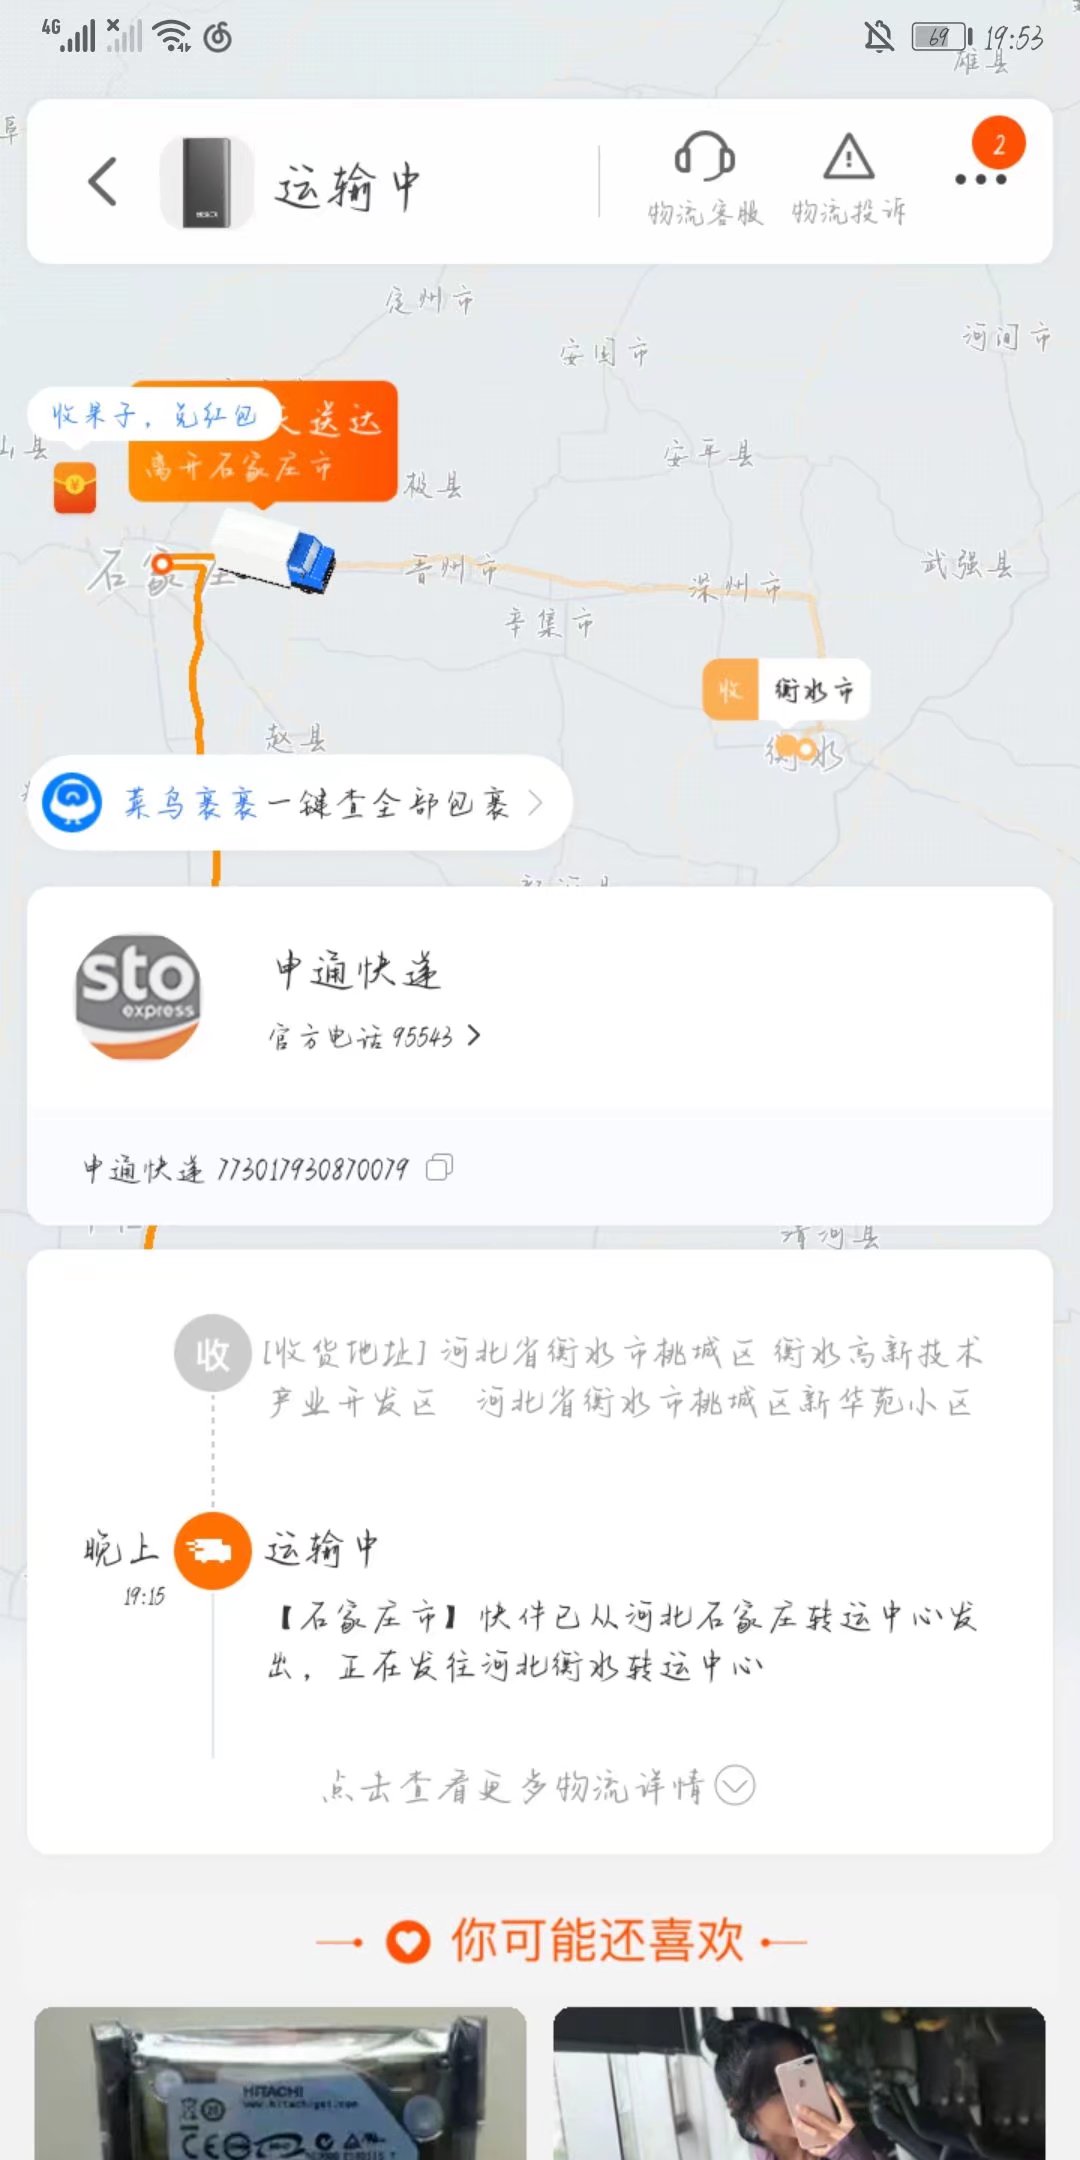 4G
69
19:53
雄县
运输中
2
物流客服
物流投诉
定州市
安国市
河间市
收果子，兑红包
送达
离开石家庄市
安平县
极县
石家庄
晋州市
深州市
武强县
辛集市
收 衡水市
赵县
衡水
菜鸟裹裹一键查全部包裹
sto
express
申通快递
官方电话 95543
申通快递 773017930870079
清河县
收
[收货地址] 河北省衡水市桃城区 衡水高新技术
产业开发区 河北省衡水市桃城区新华苑小区
晚上
运输中
19:15
【石家庄市】快件已从河北石家庄转运中心发
出，正在发往河北衡水转运中心
点击查看更多物流详情
你可能还喜欢
HITACHI